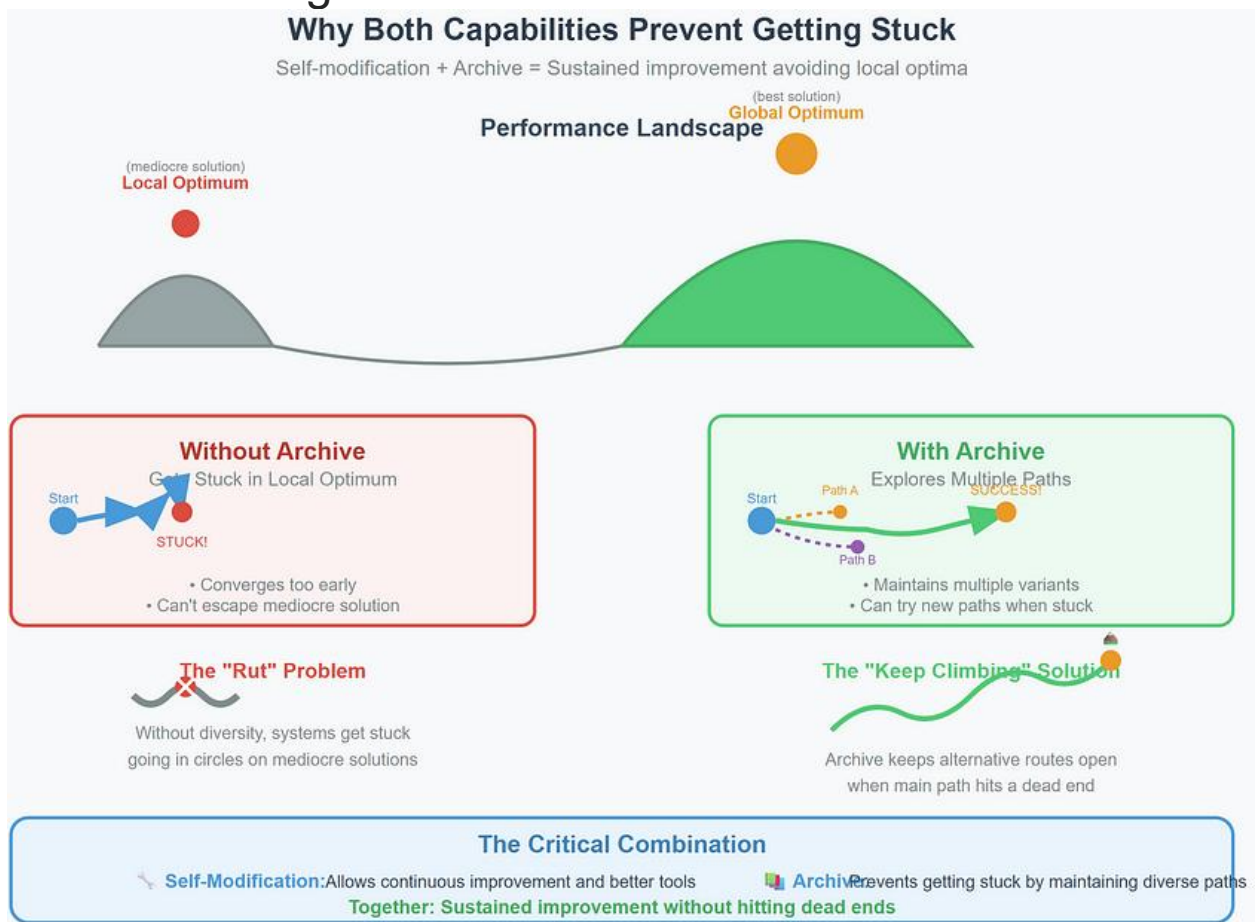 Why Both Capabilities Prevent Getting Stuck
Self-modification + Archive = Sustained improvement avoiding local optima
(best solution)
Global Optimum
Performance Landscape
(mediocre solution)
Local Optimum
Without Archive
Stuck in Local Optimum
Start
STUCK!
• Converges too early
• Can't escape mediocre solution
With Archive
Explores Multiple Paths
Start
Path A
SUCCESS!
Path B
• Maintains multiple variants
• Can try new paths when stuck
The "Rut" Problem
Without diversity, systems get stuck
going in circles on mediocre solutions
The "Keep Climbing" Solution
Archive keeps alternative routes open
when main path hits a dead end
The Critical Combination
Self-Modification: Allows continuous improvement and better tools
Archive: Prevents getting stuck by maintaining diverse paths
Together: Sustained improvement without hitting dead ends